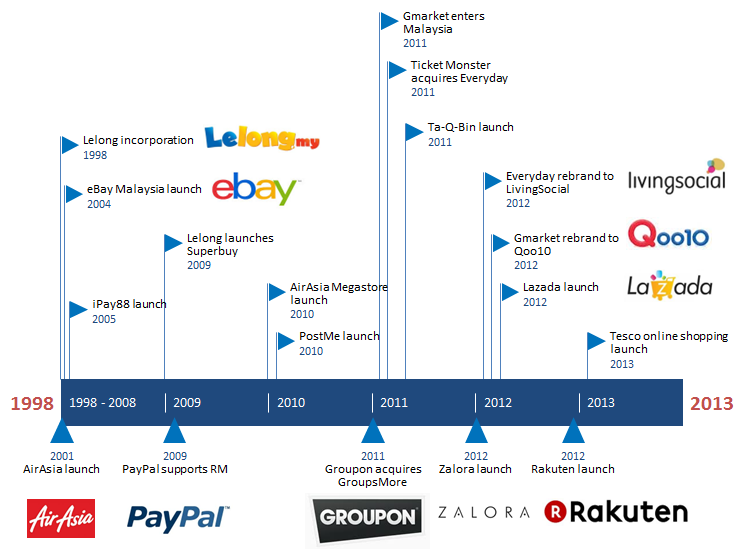 Gmarket enters
Malaysia
2011
Ticket Monster
acquires Everyday
2011
Lelong incorporation
1998
Lelong.my
Ta-Q-Bin launch
2011
eBay Malaysia launch
2004
ebay™
Everyday rebrand to
LivingSocial
2012
livingsocial
Lelong launches
Superbuy
2009
Gmarket rebrand to
Qoo10
2012
Qoo10
iPay88 launch
2005
AirAsia Megastore
launch
2010
Lazada launch
2012
LaZada
PostMe launch
2010
Tesco online shopping
launch
2013
1998
1998 - 2008
2009
2010
2011
2012
2013
2013
2001
AirAsia launch
2009
PayPal supports RM
2011
Groupon acquires
GroupsMore
2012
Zalora launch
2012
Rakuten launch
AirAsia
PayPal™
GROUPON
ZALORA
R Rakuten